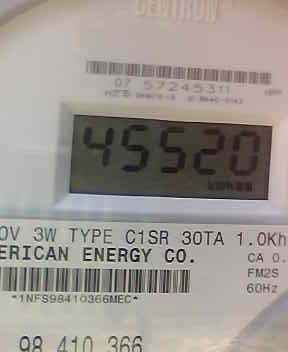 CENTRON
07 57245311
45520
0V 3W TYPE C1SR 30TA 1.0Kh
ERICAN ENERGY CO.
CA 0.
FM2S
60Hz
*1NFS98410366MEC*
98 410 366